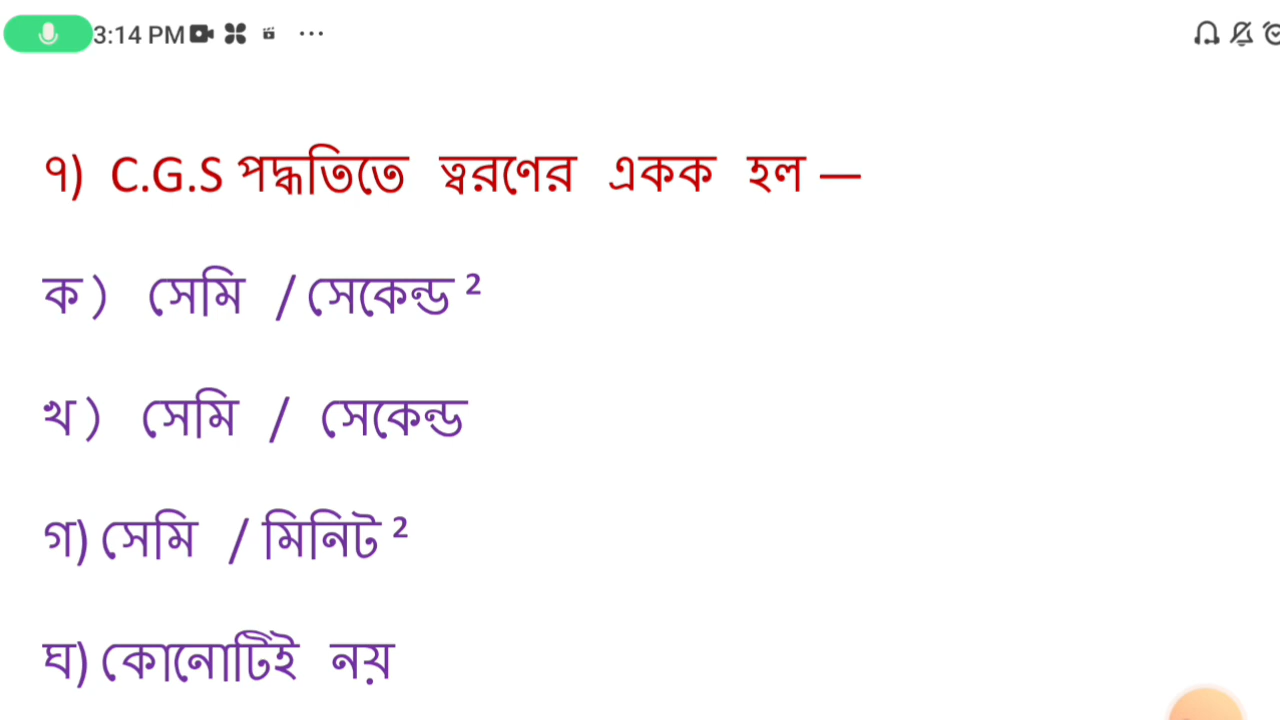 3:14 PM
৭) C.G.S পদ্ধতিতে ত্বরণের একক হল —
ক) সেমি / সেকেন্ড ²
খ) সেমি / সেকেন্ড
গ) সেমি / মিনিট ²
ঘ) কোনোটিই নয়